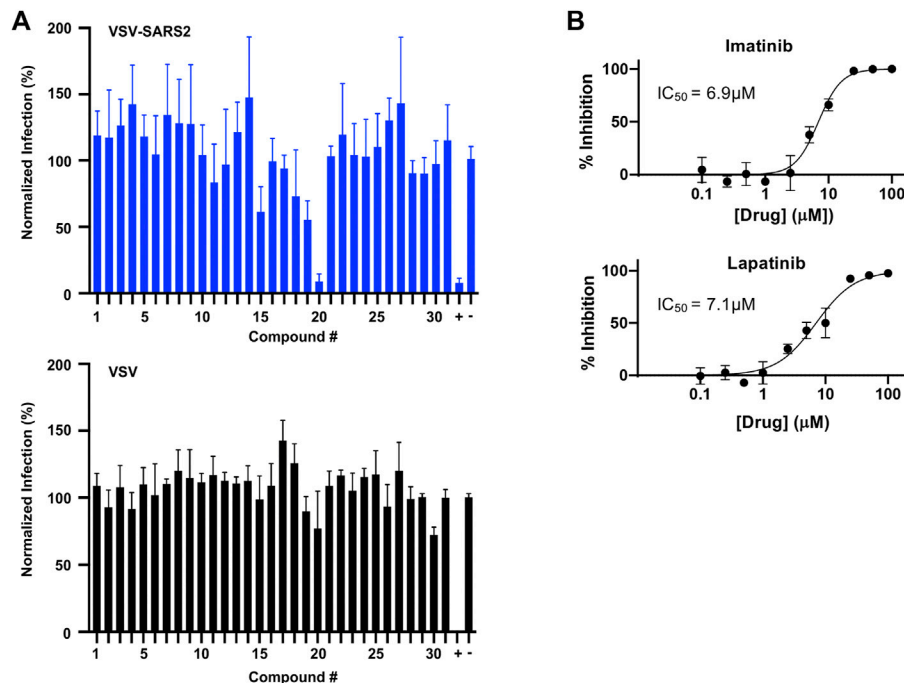 A
VSV-SARS2
Normalized Infection (%)
200
150
100
50
0
1 5 10 15 20 25 30 + -
Compound #
VSV
Normalized Infection (%)
200
150
100
50
0
1 5 10 15 20 25 30 + -
Compound #
B
Imatinib
IC50 = 6.9µM
% Inhibition
100
50
0
0.1 1 10 100
[Drug] (µM])
Lapatinib
IC50 = 7.1µM
% Inhibition
100
50
0
0.1 1 10 100
[Drug] (µM)